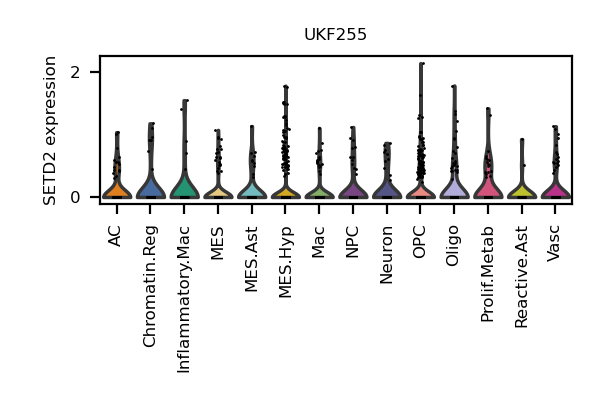 UKF255
SETD2 expression
2
0
AC
Chromatin.Reg
Inflammatory.Mac
MES
MES.Ast
MES.Hyp
Mac
NPC
Neuron
OPC
Oligo
Prolif.Metab
Reactive.Ast
Vasc